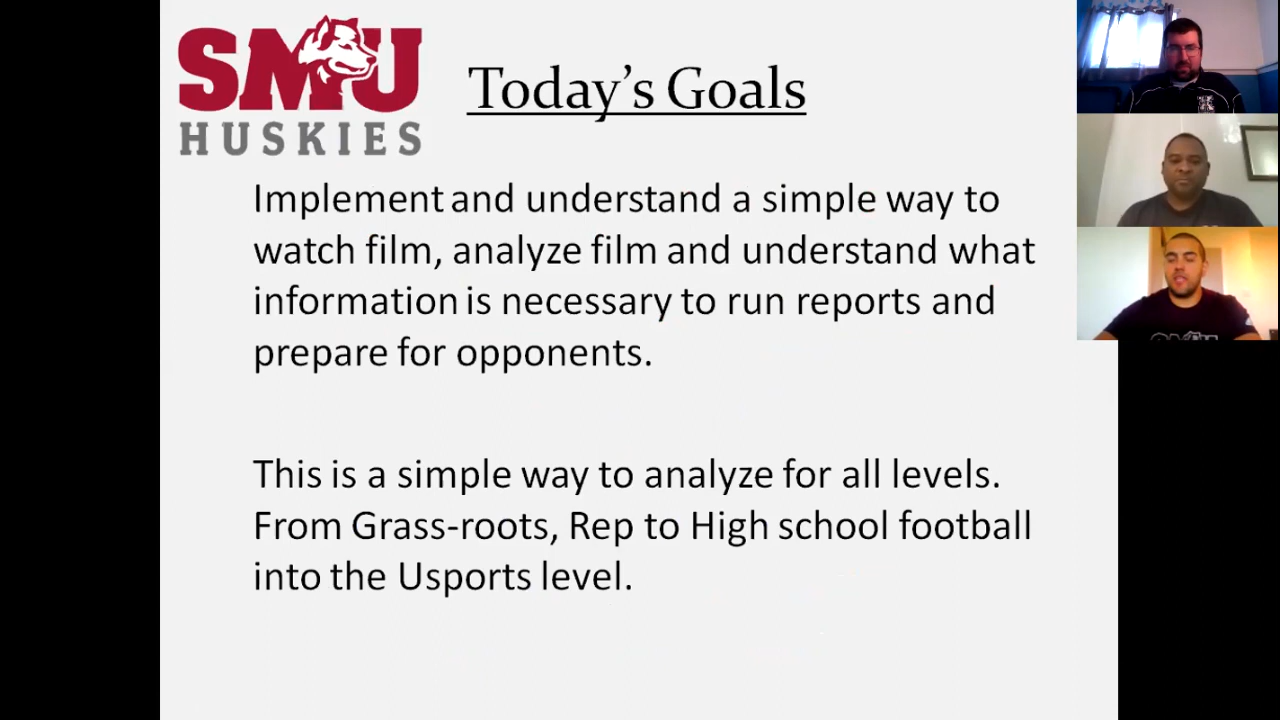 SMU
HUSKIES
Today's Goals
Implement and understand a simple way to
watch film, analyze film and understand what
information is necessary to run reports and
prepare for opponents.
This is a simple way to analyze for all levels.
From Grass-roots, Rep to High school football
into the Usports level.